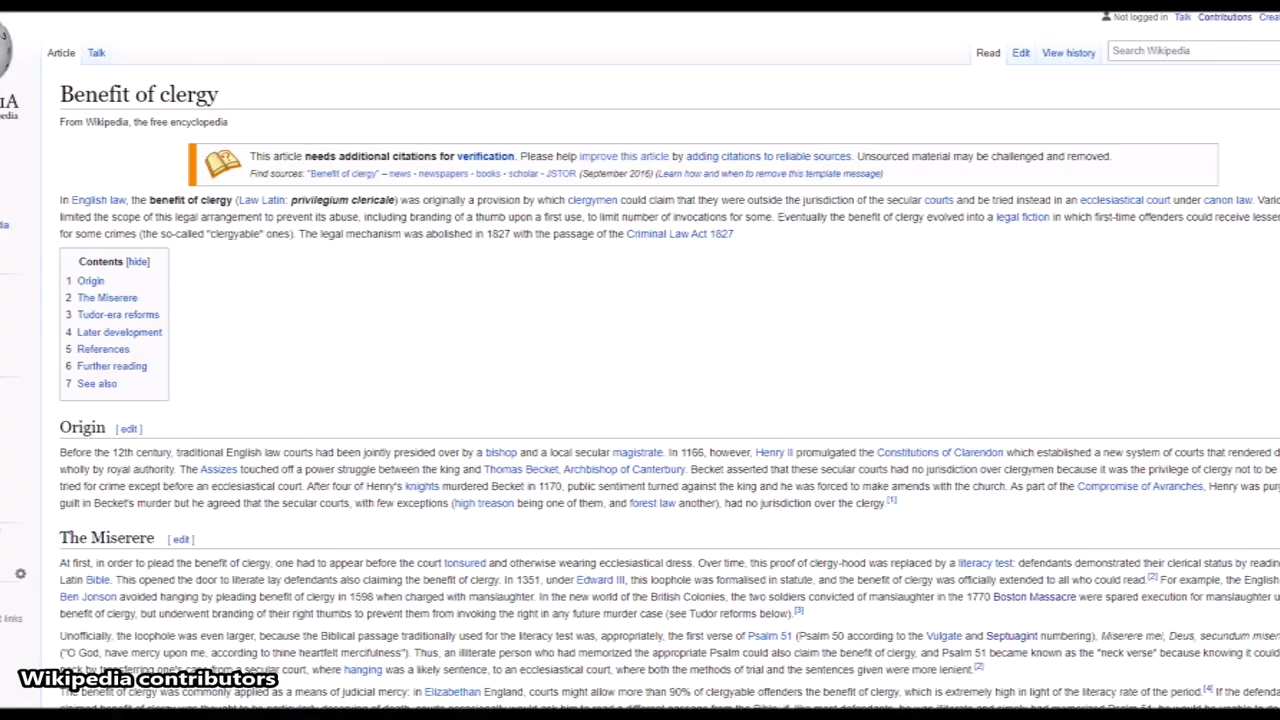 Not logged in Talk Contributions Crea
Article Talk Read Edit View history Search Wikipedia
IA
pedia
Benefit of clergy
From Wikipedia, the free encyclopedia
This article needs additional citations for verification. Please help improve this article by adding citations to reliable sources. Unsourced material may be challenged and removed.
Find sources: "Benefit of clergy" – news · newspapers · books · scholar · JSTOR (September 2016) (Learn how and when to remove this template message)
In English law, the benefit of clergy (Law Latin: privilegium clericale) was originally a provision by which clergymen could claim that they were outside the jurisdiction of the secular courts and be tried instead in an ecclesiastical court under canon law. Vario
limited the scope of this legal arrangement to prevent its abuse, including branding of a thumb upon a first use, to limit number of invocations for some. Eventually the benefit of clergy evolved into a legal fiction in which first-time offenders could receive lesse
for some crimes (the so-called "clergyable" ones). The legal mechanism was abolished in 1827 with the passage of the Criminal Law Act 1827
Contents [hide]
1 Origin
2 The Miserere
3 Tudor-era reforms
4 Later development
5 References
6 Further reading
7 See also
Origin [ edit ]
Before the 12th century, traditional English law courts had been jointly presided over by a bishop and a local secular magistrate. In 1166, however, Henry II promulgated the Constitutions of Clarendon which established a new system of courts that rendered d
wholly by royal authority. The Assizes touched off a power struggle between the king and Thomas Becket, Archbishop of Canterbury. Becket asserted that these secular courts had no jurisdiction over clergymen because it was the privilege of clergy not to be
tried for crime except before an ecclesiastical court. After four of Henry's knights murdered Becket in 1170, public sentiment turned against the king and he was forced to make amends with the church. As part of the Compromise of Avranches, Henry was pur
guilt in Becket's murder but he agreed that the secular courts, with few exceptions (high treason being one of them, and forest law another), had no jurisdiction over the clergy.[1]
The Miserere [ edit ]
At first, in order to plead the benefit of clergy, one had to appear before the court tonsured and otherwise wearing ecclesiastical dress. Over time, this proof of clergy-hood was replaced by a literacy test: defendants demonstrated their clerical status by readin
Latin Bible. This opened the door to literate lay defendants also claiming the benefit of clergy. In 1351, under Edward III, this loophole was formalised in statute, and the benefit of clergy was officially extended to all who could read.[2] For example, the English
Ben Jonson avoided hanging by pleading benefit of clergy in 1598 when charged with manslaughter. In the new world of the British Colonies, the two soldiers convicted of manslaughter in the 1770 Boston Massacre were spared execution for manslaughter u
benefit of clergy, but underwent branding of their right thumbs to prevent them from invoking the right in any future murder case (see Tudor reforms below).[3]
Unofficially, the loophole was even larger, because the Biblical passage traditionally used for the literacy test was, appropriately, the first verse of Psalm 51 (Psalm 50 according to the Vulgate and Septuagint numbering), Miserere mei, Deus, secundum miseri
("O God, have mercy upon me, according to thine heartfelt mercifulness"). Thus, an illiterate person who had memorized the appropriate Psalm could also claim the benefit of clergy, and Psalm 51 became known as the "neck verse" because knowing it could
neck by transferring one's case from a secular court, where hanging was a likely sentence, to an ecclesiastical court, where both the methods of trial and the sentences given were more lenient.[2]
Wikipedia contributors
The benefit of clergy was commonly applied as a means of judicial mercy: in Elizabethan England, courts might allow more than 90% of clergyable offenders the benefit of clergy, which is extremely high in light of the literacy rate of the period.[4] If the defenda